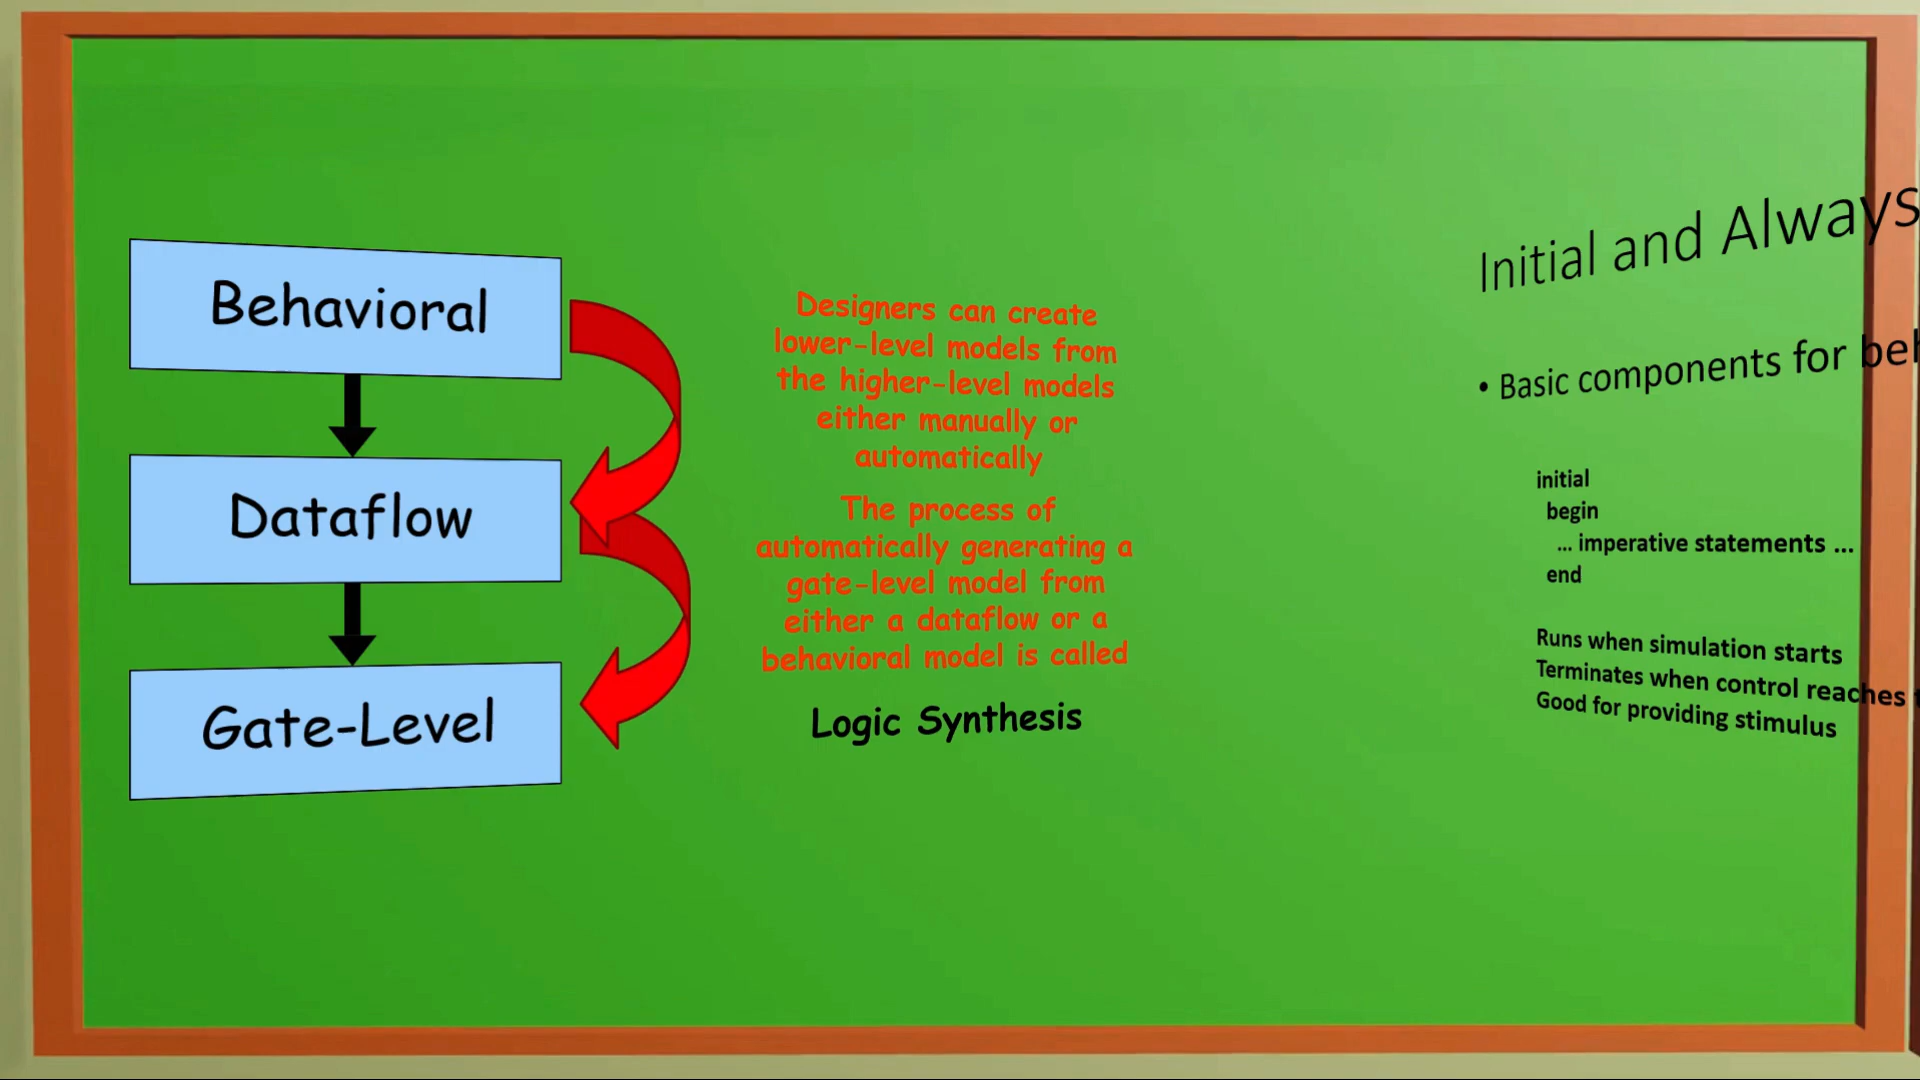 Behavioral
Dataflow
Gate-Level
Designers can create
lower-level models from
the higher-level models
either manually or
automatically
The process of
automatically generating a
gate-level model from
either a dataflow or a
behavioral model is called
Logic Synthesis
Initial and Always
• Basic components for
initial
begin
... imperative statements ...
end
Runs when simulation starts
Terminates when control reaches
Good for providing stimulus